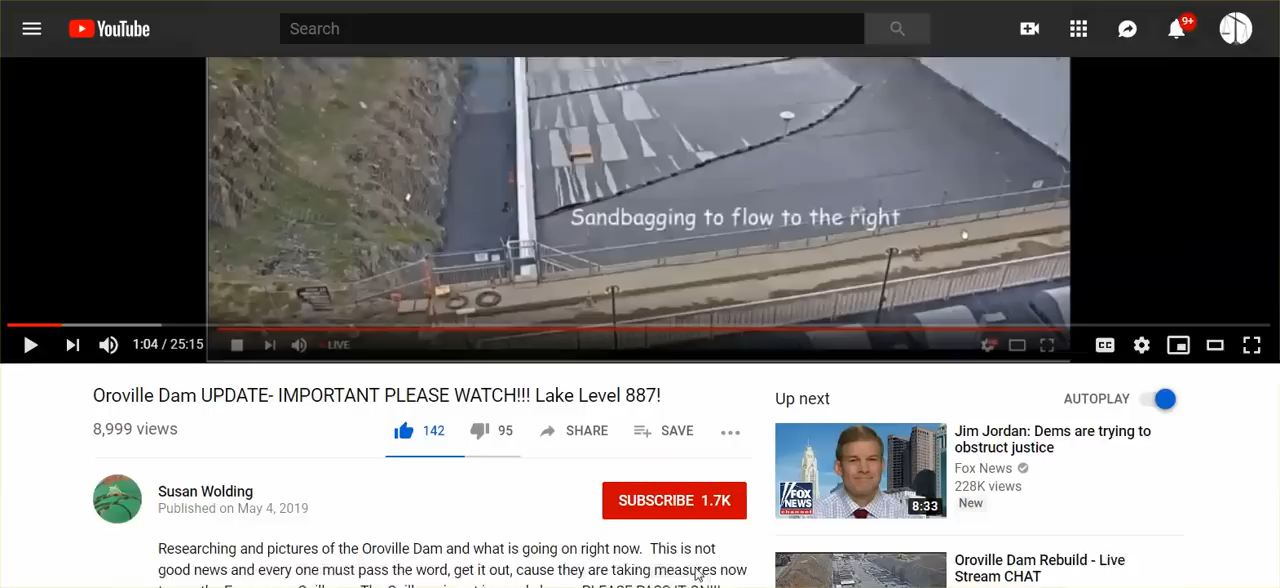 YouTube
Search
9+
Sandbagging to flow to the right
1:04 / 25:15
LIVE
CC
Oroville Dam UPDATE- IMPORTANT PLEASE WATCH!!! Lake Level 887!
8,999 views
142
95
SHARE
SAVE
Susan Wolding
Published on May 4, 2019
SUBSCRIBE 1.7K
Researching and pictures of the Oroville Dam and what is going on right now. This is not
good news and every one must pass the word, get it out, cause they are taking measures now
Up next
AUTOPLAY
FOX
NEWS
channel
8:33
Jim Jordan: Dems are trying to
obstruct justice
Fox News
228K views
New
Oroville Dam Rebuild - Live
Stream CHAT